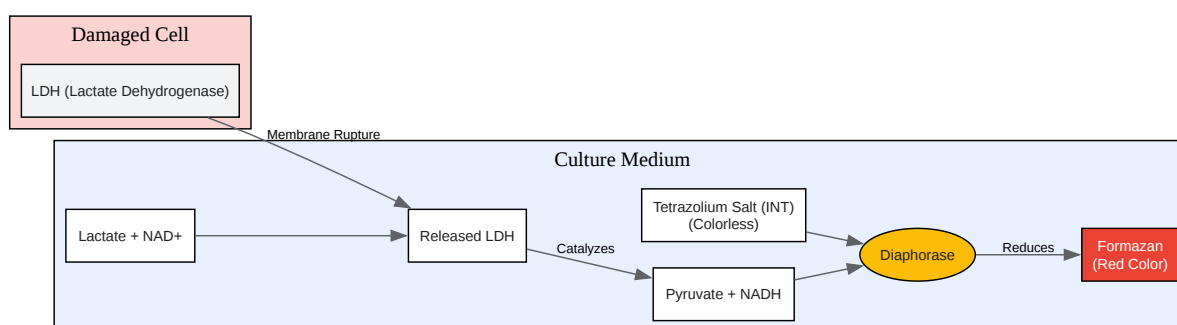 Damaged Cell
LDH (Lactate Dehydrogenase)
Membrane Rupture
Culture Medium
Lactate + NAD+
Released LDH
Catalyzes
Tetrazolium Salt (INT)
(Colorless)
Pyruvate + NADH
Diaphorase
Reduces
Formazan
(Red Color)